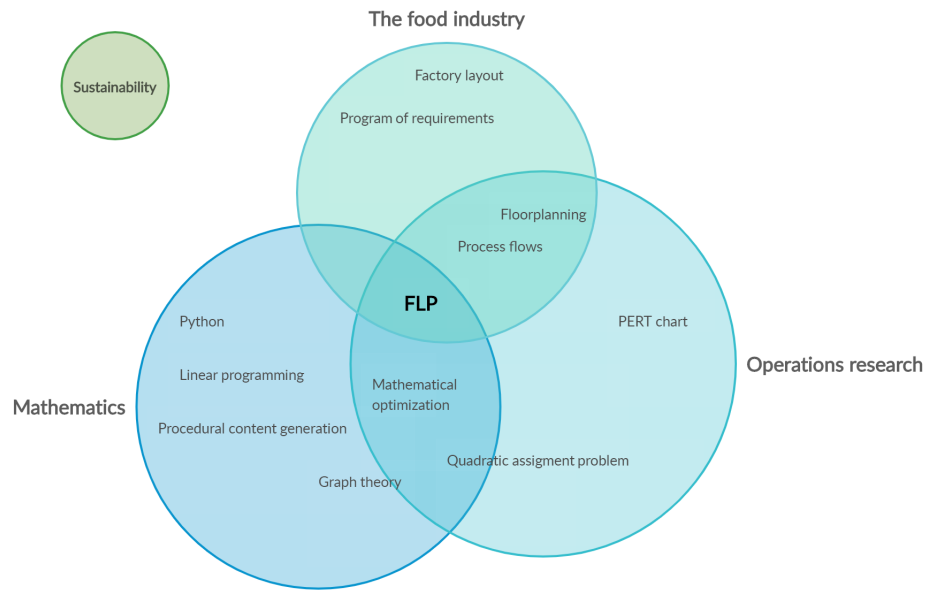 The food industry
Sustainability
Factory layout
Program of requirements
Floorplanning
Process flows
FLP
Python
PERT chart
Linear programming
Operations research
Mathematical
optimization
Mathematics
Procedural content generation
Quadratic assigment problem
Graph theory